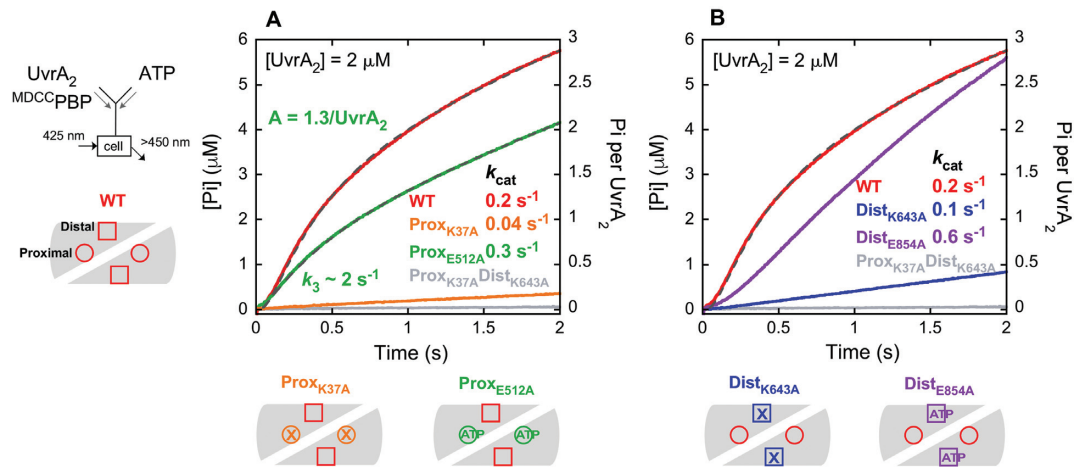 A
B
UvrA2
ATP
MDCCPBP
425 nm
>450 nm
cell
WT
Distal
Proximal
[UvrA2] = 2 μM
A = 1.3/UvrA2
kcat
WT 0.2 s-1
ProxK37A 0.04 s-1
ProxE512A 0.3 s-1
ProxK37ADistK643A
k3 ~ 2 s-1
[Pi] (μM)
6
5
4
3
2
1
0
Pi per UvrA2
3
2.5
2
1.5
1
0.5
0
0
0.5
1
1.5
2
Time (s)
[UvrA2] = 2 μM
kcat
WT 0.2 s-1
DistK643A 0.1 s-1
DistE854A 0.6 s-1
ProxK37ADistK643A
[Pi] (μM)
6
5
4
3
2
1
0
Pi per UvrA2
3
2.5
2
1.5
1
0.5
0
0
0.5
1
1.5
2
Time (s)
ProxK37A
X
X
ProxE512A
ATP
ATP
DistK643A
X
X
DistE854A
ATP
ATP